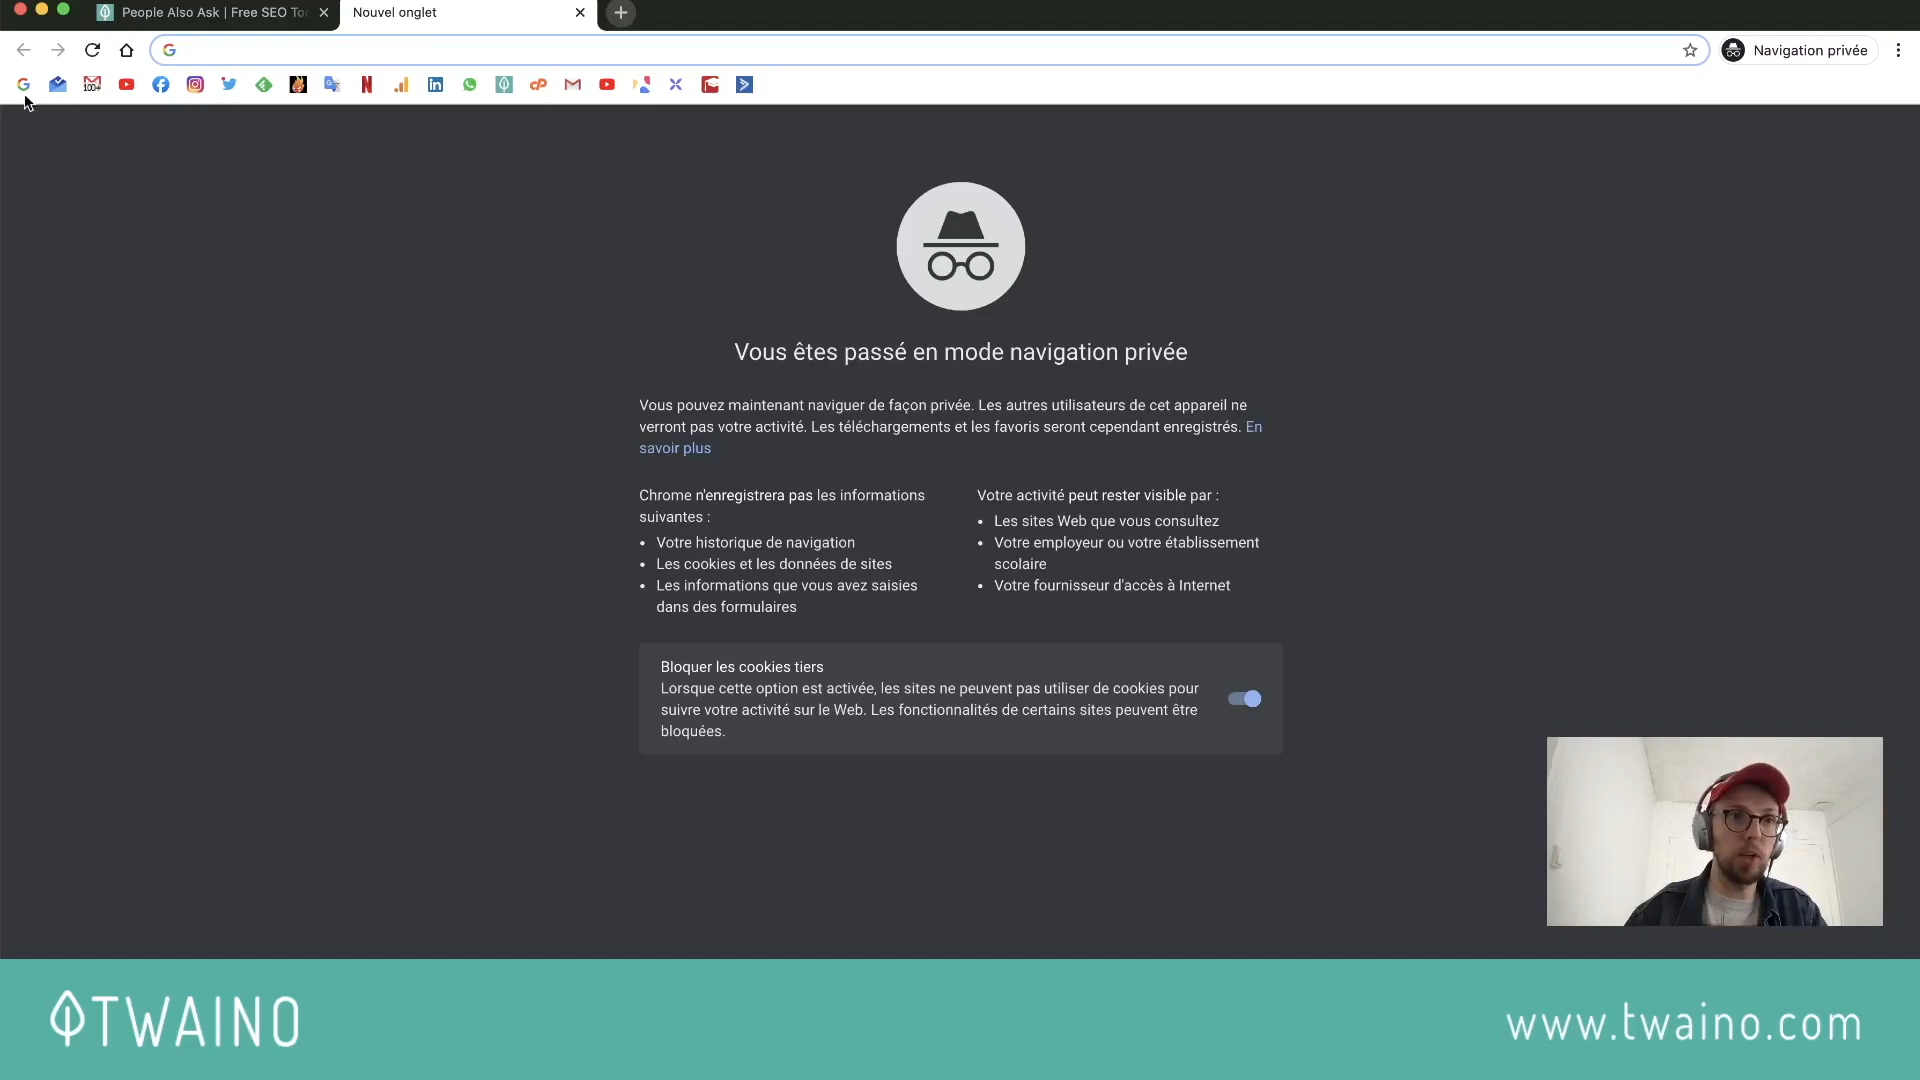 People Also Ask | Free SEO Too
Nouvel onglet
Navigation privée
100+
Vous êtes passé en mode navigation privée
Vous pouvez maintenant naviguer de façon privée. Les autres utilisateurs de cet appareil ne
verront pas votre activité. Les téléchargements et les favoris seront cependant enregistrés. En
savoir plus
Chrome n'enregistrera pas les informations
suivantes :
• Votre historique de navigation
• Les cookies et les données de sites
• Les informations que vous avez saisies
dans des formulaires
Votre activité peut rester visible par :
• Les sites Web que vous consultez
• Votre employeur ou votre établissement
scolaire
• Votre fournisseur d'accès à Internet
Bloquer les cookies tiers
Lorsque cette option est activée, les sites ne peuvent pas utiliser de cookies pour
suivre votre activité sur le Web. Les fonctionnalités de certains sites peuvent être
bloquées.
TWAINO
www.twaino.com